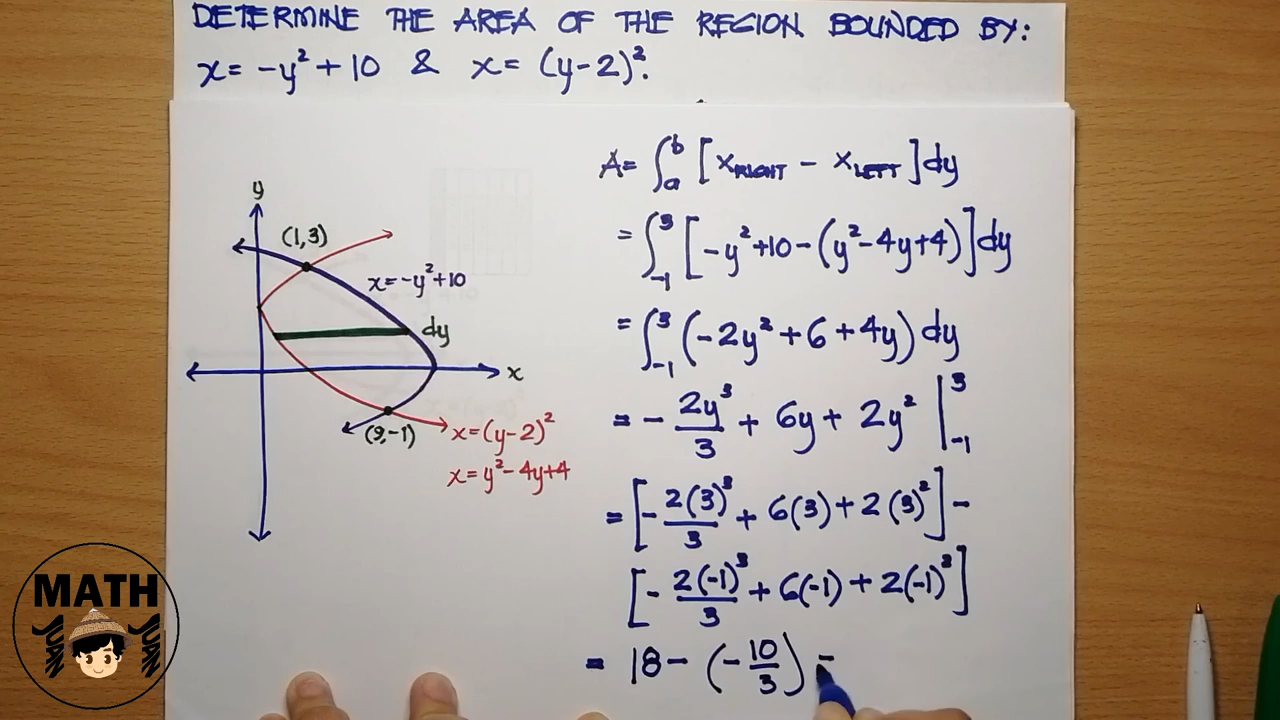 DETERMINE THE AREA OF THE REGION BOUNDED BY:
x = -y² + 10 & x = (y-2)².
y
(1,3)
x=-y²+10
dy
x
(9,-1)
x=(y-2)²
x=y²-4y+4
A= ∫ₐᵇ [x_RIGHT - x_LEFT] dy
= ∫₋₁³ [-y²+10-(y²-4y+4)] dy
= ∫₋₁³ (-2y²+6+4y) dy
= - 2y³/3 + 6y + 2y² |₋₁³
= [- 2(3)³/3 + 6(3) + 2(3)²] -
[- 2(-1)³/3 + 6(-1) + 2(-1)²]
= 18 - (-10/3) =
MATH
YUAN YUAN